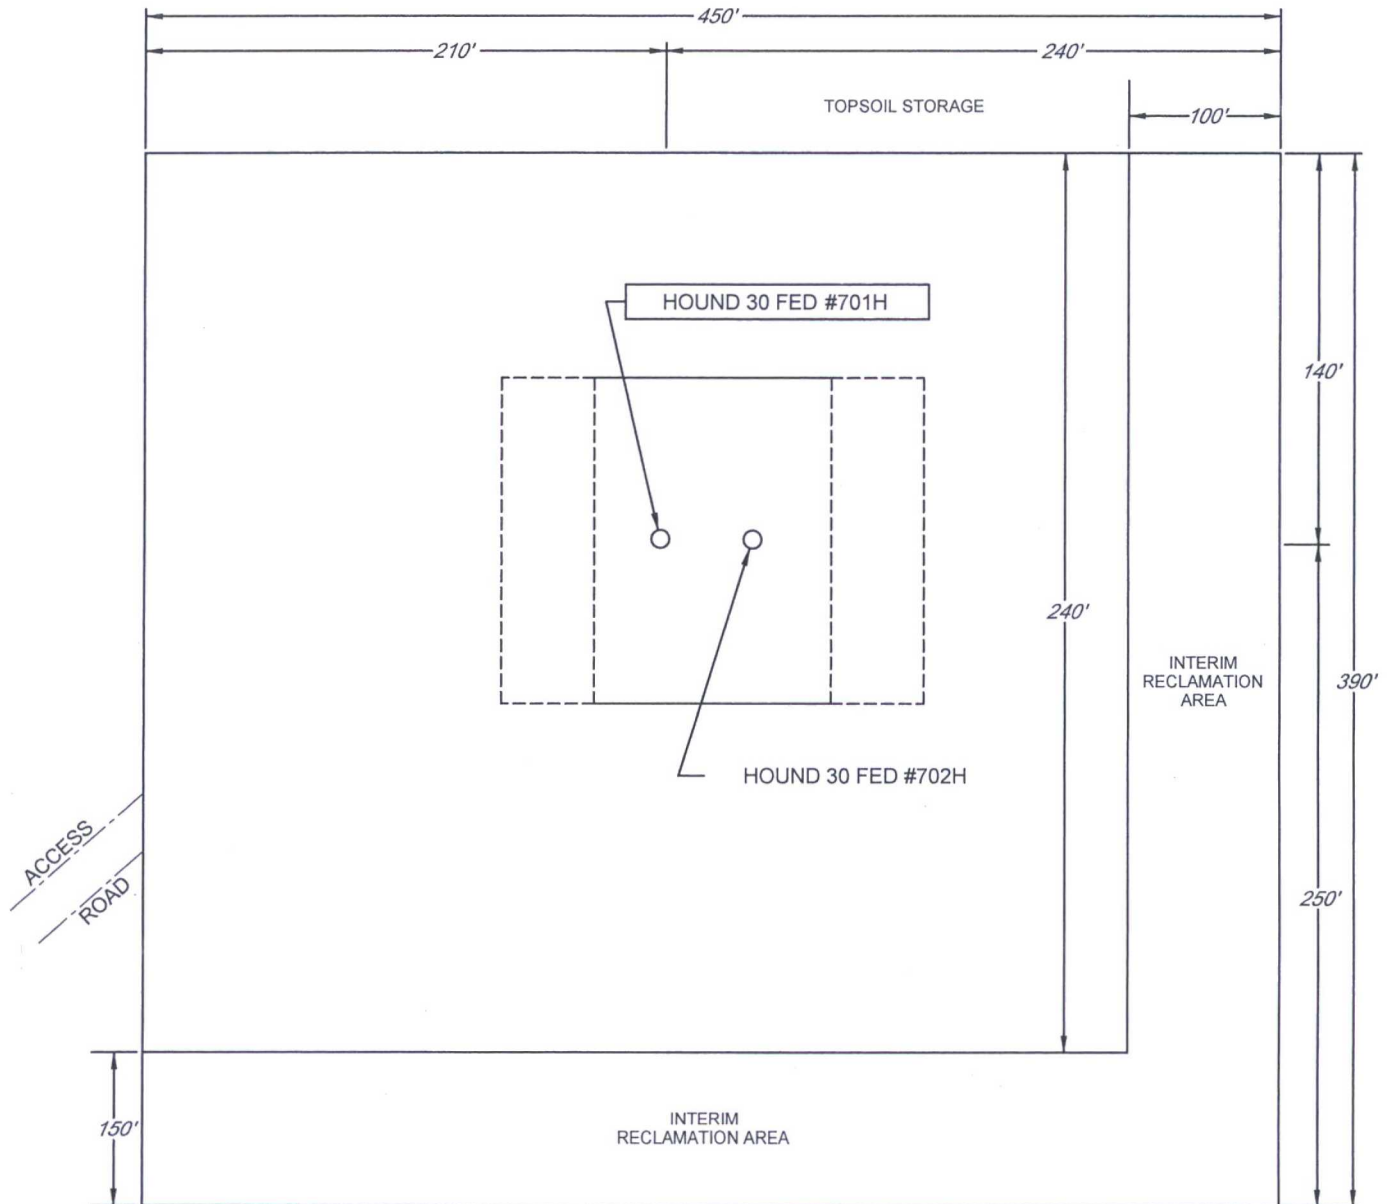 450'
210'
240'
TOPSOIL STORAGE
100'
HOUND 30 FED #701H
140'
240'
INTERIM
RECLAMATION
AREA
390'
HOUND 30 FED #702H
ACCESS
ROAD
250'
150'
INTERIM
RECLAMATION AREA